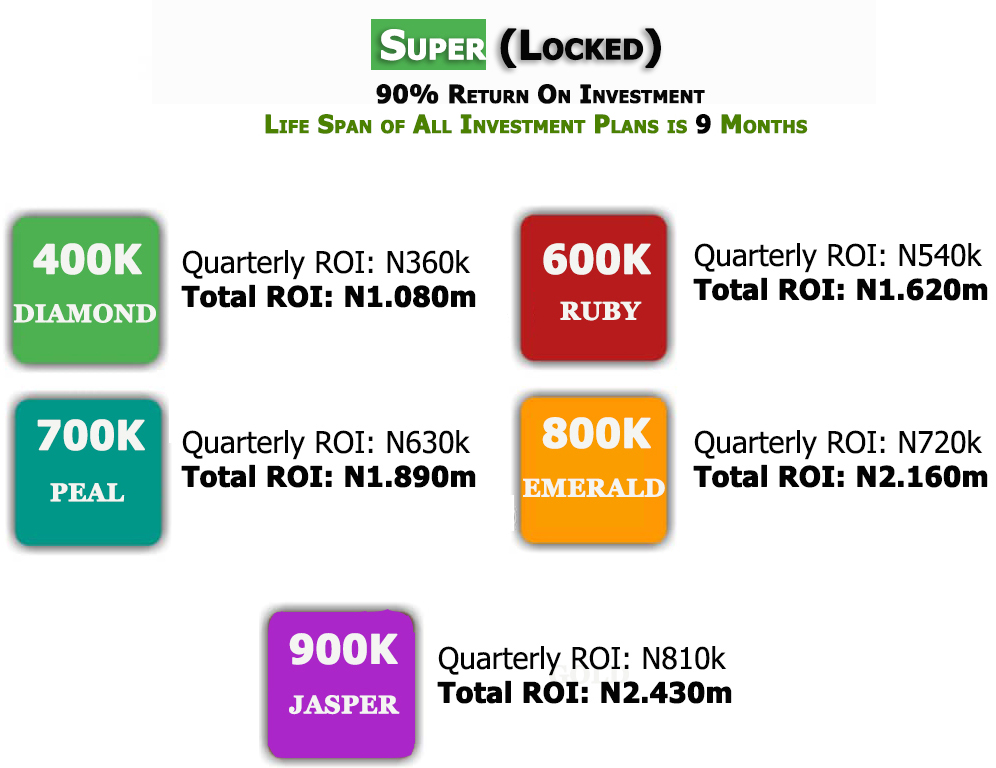 Super (Locked)
90% Return On Investment
Life Span of All Investment Plans is 9 Months
400K
DIAMOND
Quarterly ROI: N360k
Total ROI: N1.080m
600K
RUBY
Quarterly ROI: N540k
Total ROI: N1.620m
700K
PEAL
Quarterly ROI: N630k
Total ROI: N1.890m
800K
EMERALD
Quarterly ROI: N720k
Total ROI: N2.160m
900K
JASPER
Quarterly ROI: N810k
Total ROI: N2.430m